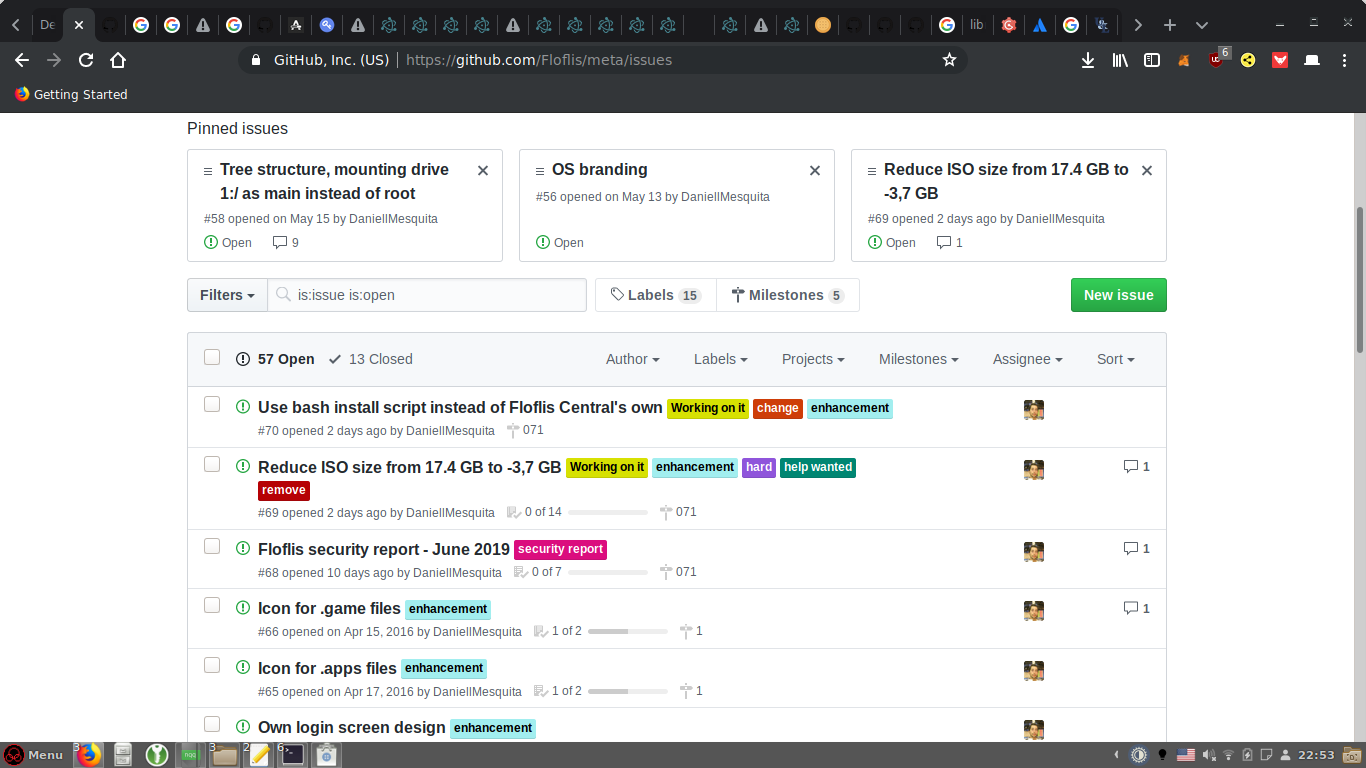 De
lib
GitHub, Inc. (US)
https://github.com/Floflis/meta/issues
6
Getting Started
Pinned issues
Tree structure, mounting drive
1:/ as main instead of root
#58 opened on May 15 by DaniellMesquita
Open 9
OS branding
#56 opened on May 13 by DaniellMesquita
Open
Reduce ISO size from 17.4 GB to
-3,7 GB
#69 opened 2 days ago by DaniellMesquita
Open 1
Filters
is:issue is:open
Labels 15
Milestones 5
New issue
57 Open
13 Closed
Author
Labels
Projects
Milestones
Assignee
Sort
Use bash install script instead of Floflis Central's own Working on it change enhancement
#70 opened 2 days ago by DaniellMesquita 071
Reduce ISO size from 17.4 GB to -3,7 GB Working on it enhancement hard help wanted
remove
1
#69 opened 2 days ago by DaniellMesquita 0 of 14 071
Floflis security report - June 2019 security report
1
#68 opened 10 days ago by DaniellMesquita 0 of 7 071
Icon for .game files enhancement
1
#66 opened on Apr 15, 2016 by DaniellMesquita 1 of 2 1
Icon for .apps files enhancement
#65 opened on Apr 17, 2016 by DaniellMesquita 1 of 2 1
Own login screen design enhancement
Menu
3
3
2
6
22:53